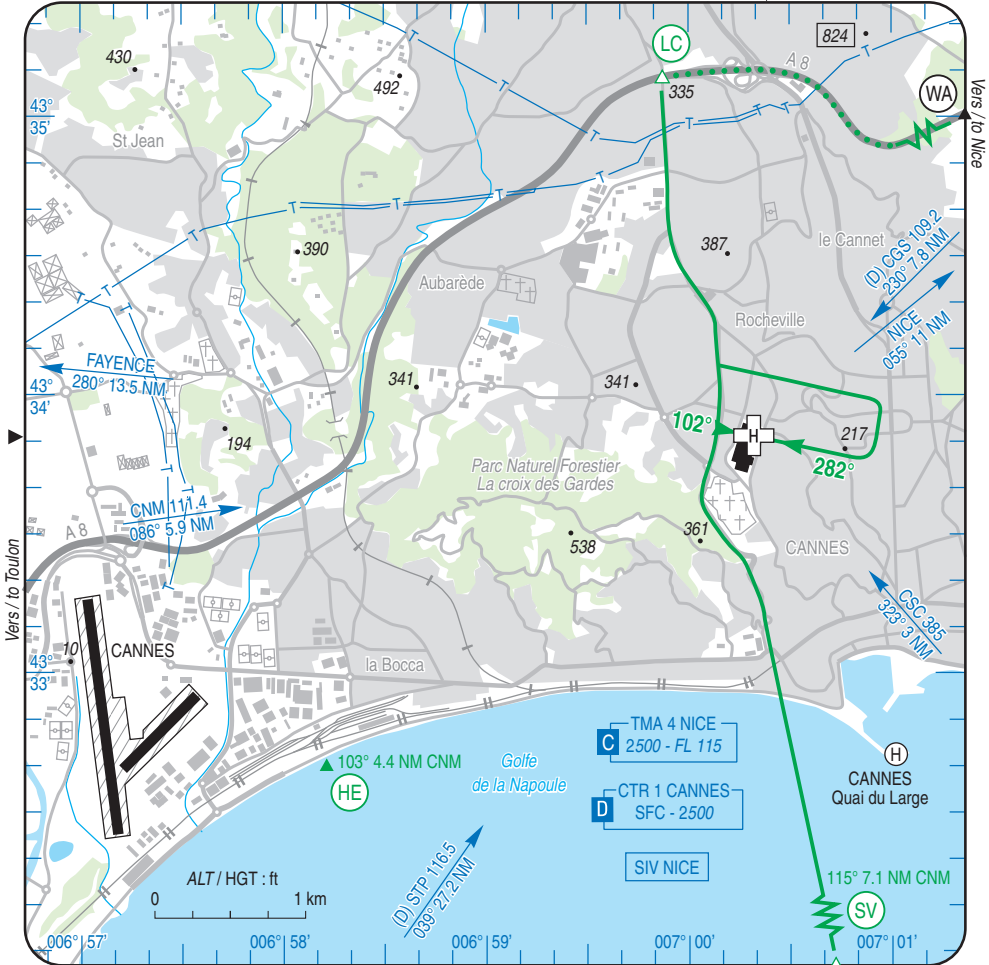 430
492
LC
824
A 8
335
WA
43°
35'
Vers / to Nice
St Jean
390
387
le Cannet
(D) CGS 109.2
230° 7.8 NM
Aubarède
Rocheville
NICE
055° 11 NM
FAYENCE
280° 13.5 NM
43°
34'
341
341
194
102°
H
217
282°
Parc Naturel Forestier
La croix des Gardes
CNM 111.4
086° 5.9 NM
A 8
538
361
CANNES
Vers / to Toulon
CSC 385
323° 3 NM
10
CANNES
43°
33'
la Bocca
TMA 4 NICE
C
2500 - FL 115
103° 4.4 NM CNM
HE
Golfe
de la Napoule
H
CANNES
Quai du Large
CTR 1 CANNES
D
SFC - 2500
SIV NICE
(D) STP 116.5
039° 27.2 NM
ALT / HGT : ft
0 1 km
115° 7.1 NM CNM
SV
006° 57'
006° 58'
006° 59'
007° 00'
007° 01'